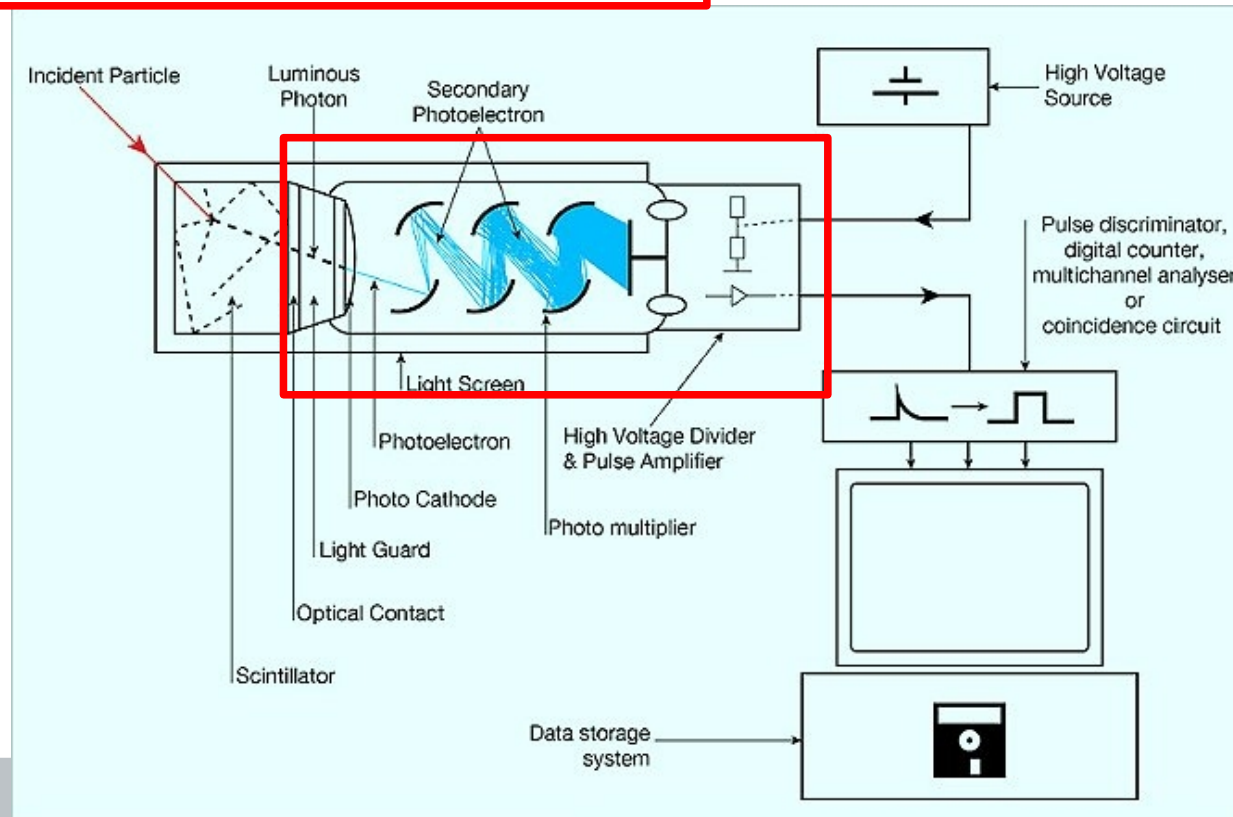 Incident Particle
Luminous
Photon
Secondary
Photoelectron
High Voltage
Source
Pulse discriminator,
digital counter,
multichannel analyser
or
coincidence circuit
Light Screen
Photoelectron
High Voltage Divider
& Pulse Amplifier
Photo Cathode
Photo multiplier
Light Guard
Optical Contact
Scintillator
Data storage
system